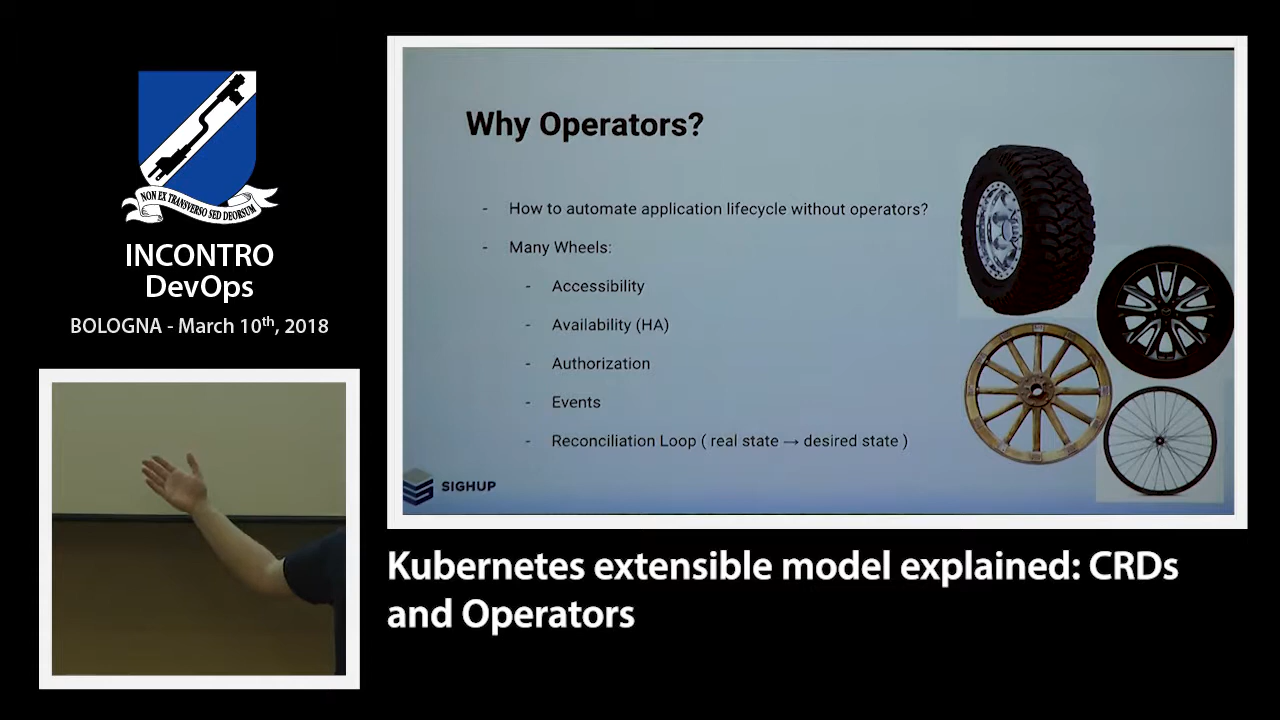 NON EX TRANSVERSO SED DEORSUM
INCONTRO
DevOps
BOLOGNA - March 10th, 2018
Why Operators?
- How to automate application lifecycle without operators?
- Many Wheels:
- Accessibility
- Availability (HA)
- Authorization
- Events
- Reconciliation Loop ( real state → desired state )
SIGHUP
Kubernetes extensible model explained: CRDs
and Operators